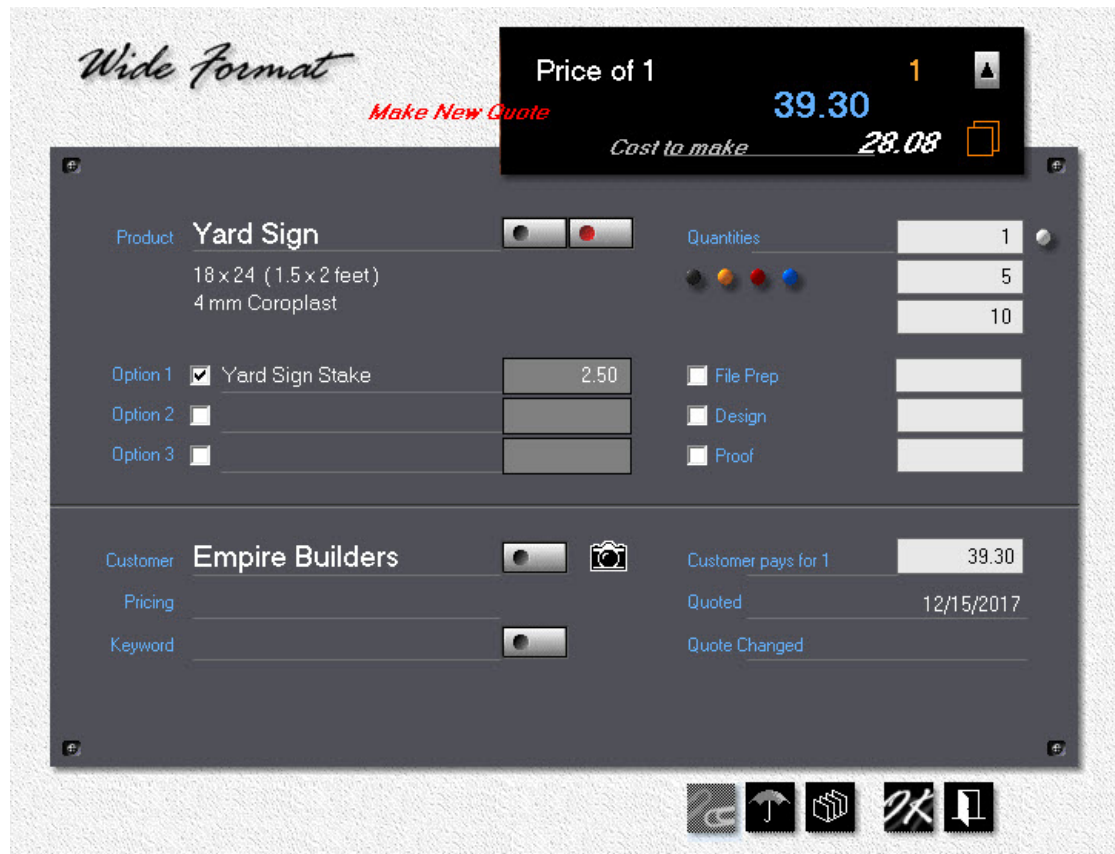 Wide Format
Price of 1 1
Make New Quote
39.30
Cost to make 28.08
Product Yard Sign
18 x 24 ( 1.5 x 2 feet )
4 mm Coroplast
Quantities 1
5
10
Option 1 Yard Sign Stake 2.50
Option 2
Option 3
File Prep
Design
Proof
Customer Empire Builders
Pricing
Keyword
Customer pays for 1 39.30
Quoted 12/15/2017
Quote Changed
OK